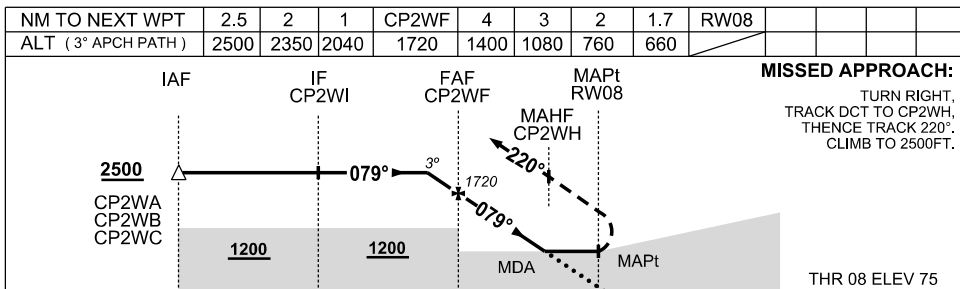 NM TO NEXT WPT 2.5 2 1 CP2WF 4 3 2 1.7 RW08
ALT ( 3° APCH PATH ) 2500 2350 2040 1720 1400 1080 760 660
MISSED APPROACH:
TURN RIGHT,
TRACK DCT TO CP2WH,
THENCE TRACK 220°.
CLIMB TO 2500FT.
IAF
IF
CP2WI
FAF
CP2WF
MAPt
RW08
MAHF
CP2WH
2500
CP2WA
CP2WB
CP2WC
079°
3°
1720
220°
079°
1200
1200
MDA
MAPt
THR 08 ELEV 75